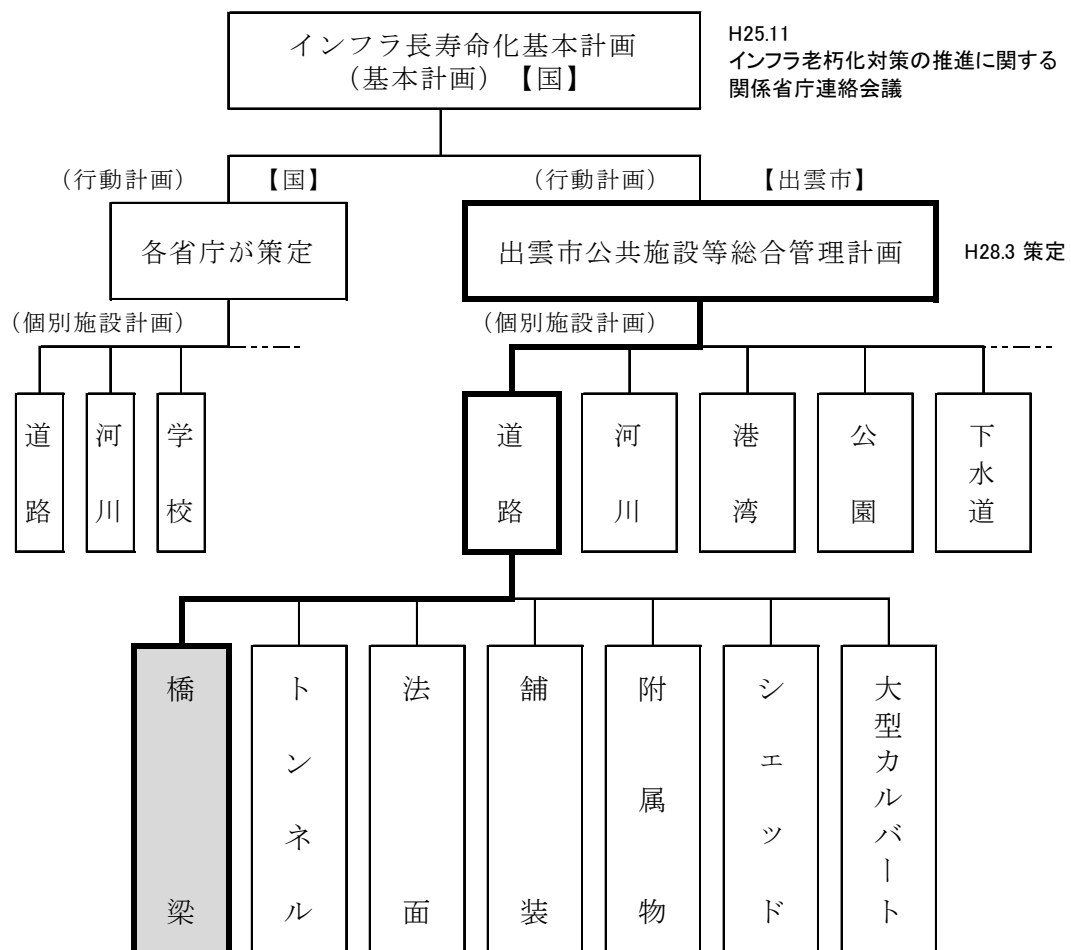 インフラ長寿命化基本計画
（基本計画）【国】
H25.11
インフラ老朽化対策の推進に関する
関係省庁連絡会議
（行動計画）
【国】
（行動計画）
【出雲市】
各省庁が策定
出雲市公共施設等総合管理計画
H28.3 策定
（個別施設計画）
（個別施設計画）
道路
河川
学校
道路
河川
港湾
公園
下水道
橋梁
トンネル
法面
舗装
附属物
シェッド
大型カルバート